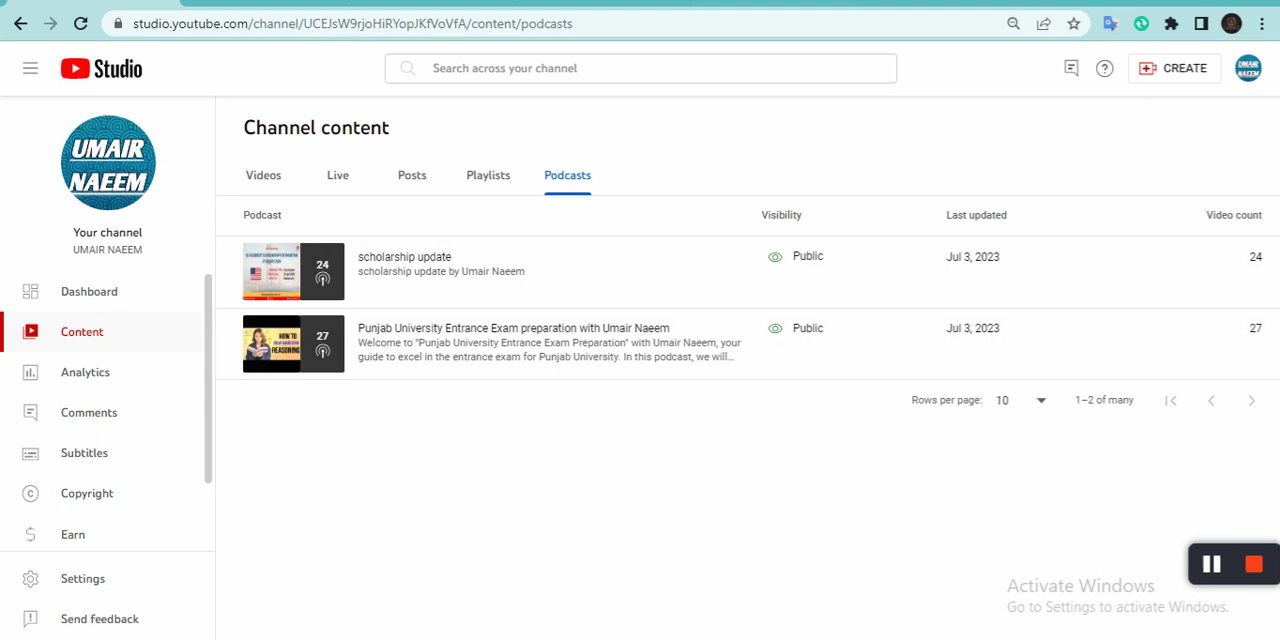 studio.youtube.com/channel/UCEJsW9rjoHiRYopJKfVoVfA/content/podcasts
Studio
Search across your channel
CREATE
UMAIR NAEEM
UMAIR
NAEEM
Your channel
UMAIR NAEEM
Dashboard
Content
Analytics
Comments
Subtitles
Copyright
Earn
Settings
Send feedback
Channel content
Videos Live Posts Playlists Podcasts
Podcast Visibility Last updated Video count
24
scholarship update Public Jul 3, 2023 24
scholarship update by Umair Naeem
HOW TO
REASONING
27
Punjab University Entrance Exam preparation with Umair Naeem Public Jul 3, 2023 27
Welcome to "Punjab University Entrance Exam Preparation" with Umair Naeem, your
guide to excel in the entrance exam for Punjab University. In this podcast, we will...
Rows per page: 10 1–2 of many
Activate Windows
Go to Settings to activate Windows.